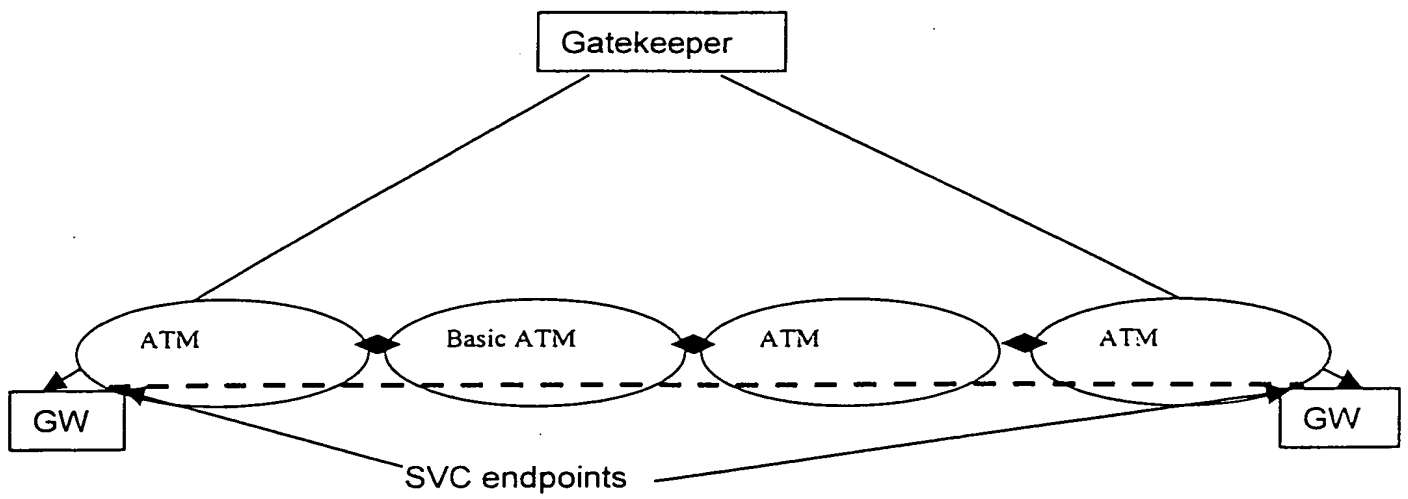 Gatekeeper
ATM
Basic ATM
ATM
ATM
GW
GW
SVC endpoints